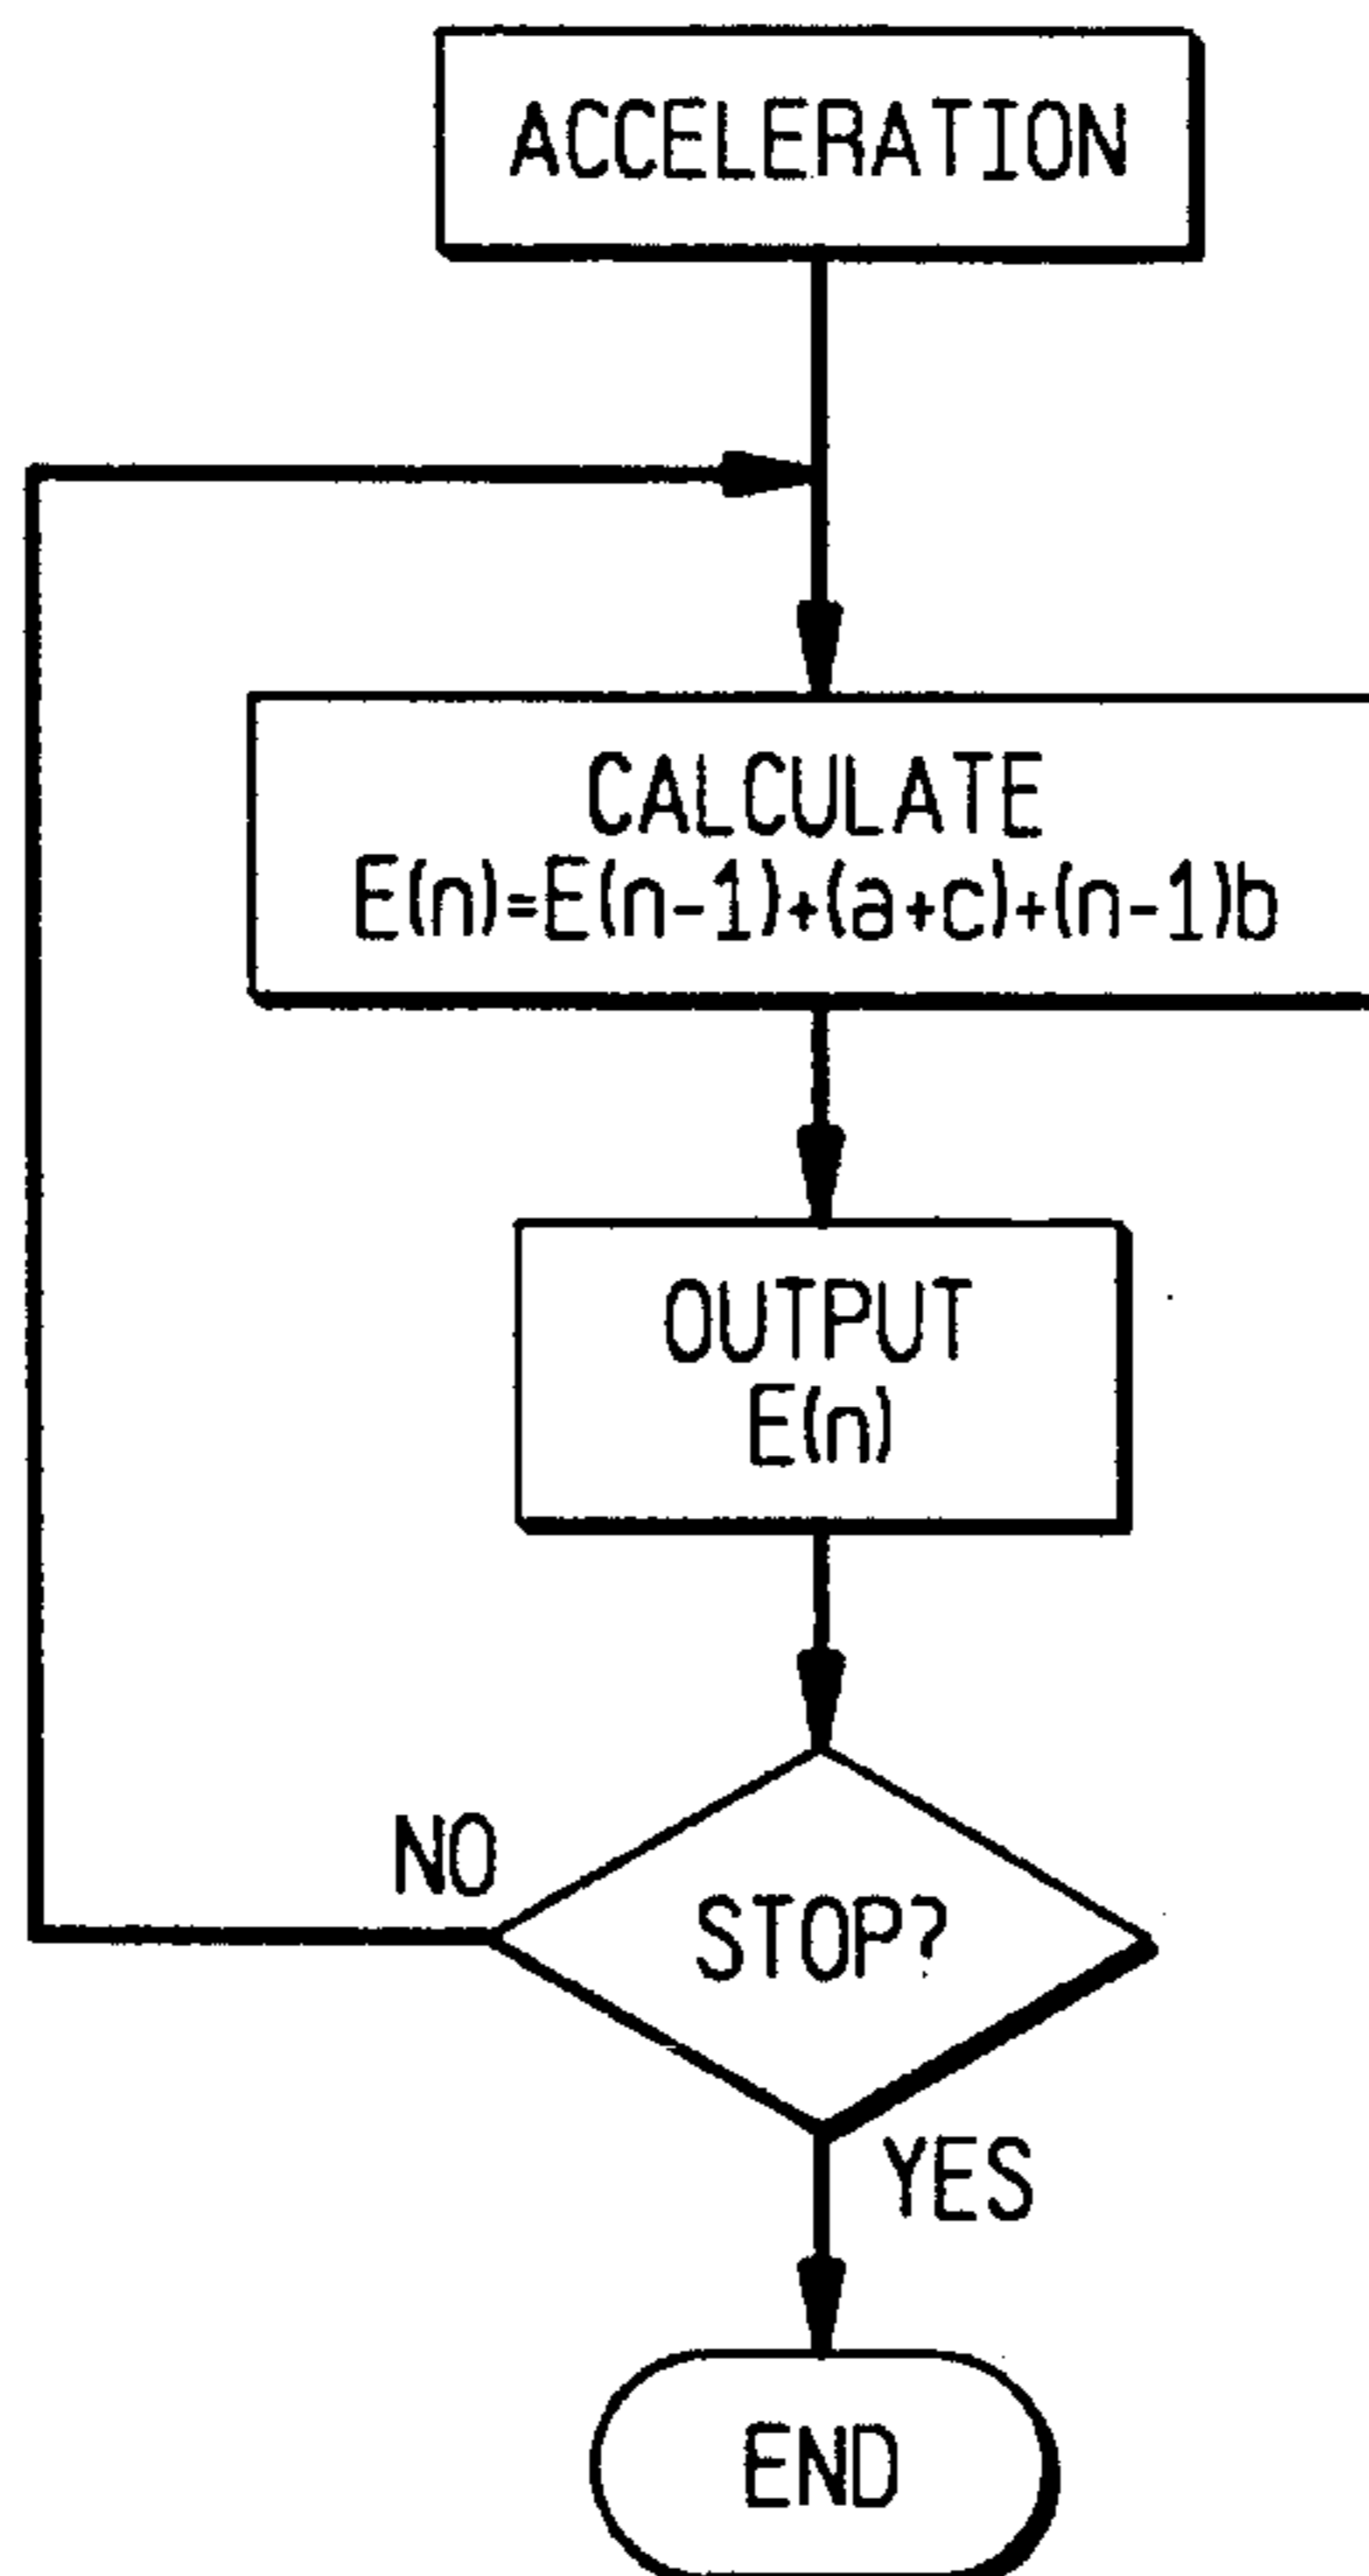 ACCELERATION
CALCULATE
E(n)=E(n-1)+(a+c)+(n-1)b
OUTPUT
E(n)
NO
STOP?
YES
END